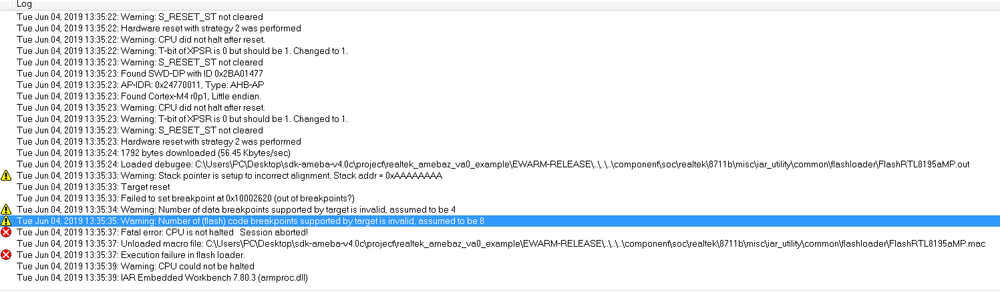 Log
Tue Jun 04, 2019 13:35:22: Warning: S_RESET_ST not cleared
Tue Jun 04, 2019 13:35:22: Hardware reset with strategy 2 was performed
Tue Jun 04, 2019 13:35:22: Warning: CPU did not halt after reset.
Tue Jun 04, 2019 13:35:22: Warning: T-bit of XPSR is 0 but should be 1. Changed to 1.
Tue Jun 04, 2019 13:35:23: Warning: S_RESET_ST not cleared
Tue Jun 04, 2019 13:35:23: Found SWD-DP with ID 0x2BA01477
Tue Jun 04, 2019 13:35:23: AP-IDR: 0x24770011, Type: AHB-AP
Tue Jun 04, 2019 13:35:23: Found Cortex-M4 r0p1, Little endian.
Tue Jun 04, 2019 13:35:23: Warning: CPU did not halt after reset.
Tue Jun 04, 2019 13:35:23: Warning: T-bit of XPSR is 0 but should be 1. Changed to 1.
Tue Jun 04, 2019 13:35:23: Warning: S_RESET_ST not cleared
Tue Jun 04, 2019 13:35:23: Hardware reset with strategy 2 was performed
Tue Jun 04, 2019 13:35:24: 1792 bytes downloaded (56.45 Kbytes/sec)
Tue Jun 04, 2019 13:35:24: Loaded debugee: C:\Users\PC\Desktop\sdk-ameba-v4.0c\project\realtek_amebaz_va0_example\EWARM-RELEASE\..\..\..\component\soc\realtek\8711b\misc\iar_utility\common\flashloader\FlashRTL8195aMP.out
Tue Jun 04, 2019 13:35:33: Warning: Stack pointer is setup to incorrect alignment. Stack addr = 0xAAAAAAAA
Tue Jun 04, 2019 13:35:33: Target reset
Tue Jun 04, 2019 13:35:33: Failed to set breakpoint at 0x10002620 (out of breakpoints?)
Tue Jun 04, 2019 13:35:34: Warning: Number of data breakpoints supported by target is invalid, assumed to be 4
Tue Jun 04, 2019 13:35:35: Warning: Number of (flash) code breakpoints supported by target is invalid, assumed to be 8
Tue Jun 04, 2019 13:35:37: Fatal error: CPU is not halted   Session aborted!
Tue Jun 04, 2019 13:35:37: Unloaded macro file: C:\Users\PC\Desktop\sdk-ameba-v4.0c\project\realtek_amebaz_va0_example\EWARM-RELEASE\..\..\..\component\soc\realtek\8711b\misc\iar_utility\common\flashloader\FlashRTL8195aMP.mac
Tue Jun 04, 2019 13:35:37: Execution failure in flash loader.
Tue Jun 04, 2019 13:35:39: Warning: CPU could not be halted
Tue Jun 04, 2019 13:35:39: IAR Embedded Workbench 7.80.3 (armproc.dll)